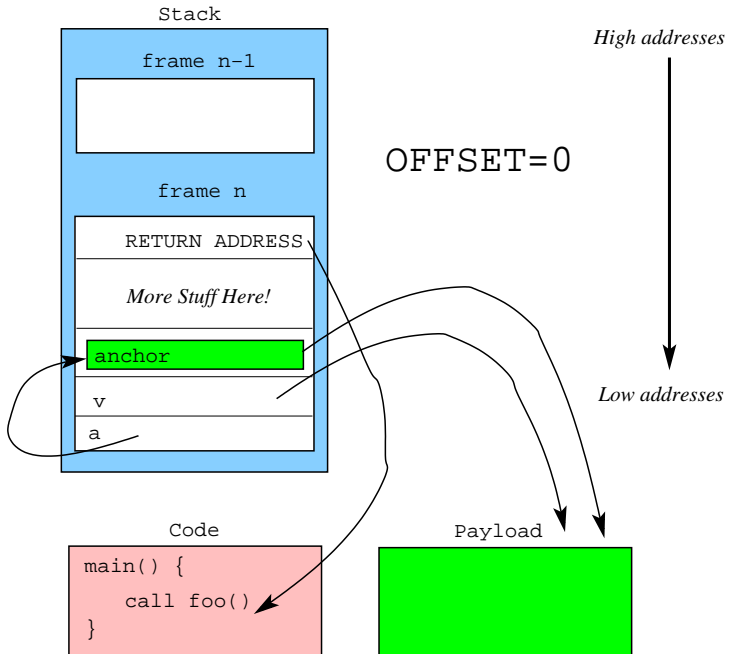 Stack
High addresses
frame n-1
OFFSET=0
frame n
RETURN ADDRESS
More Stuff Here!
anchor
v
Low addresses
a
Code
Payload
main() {
call foo()
}